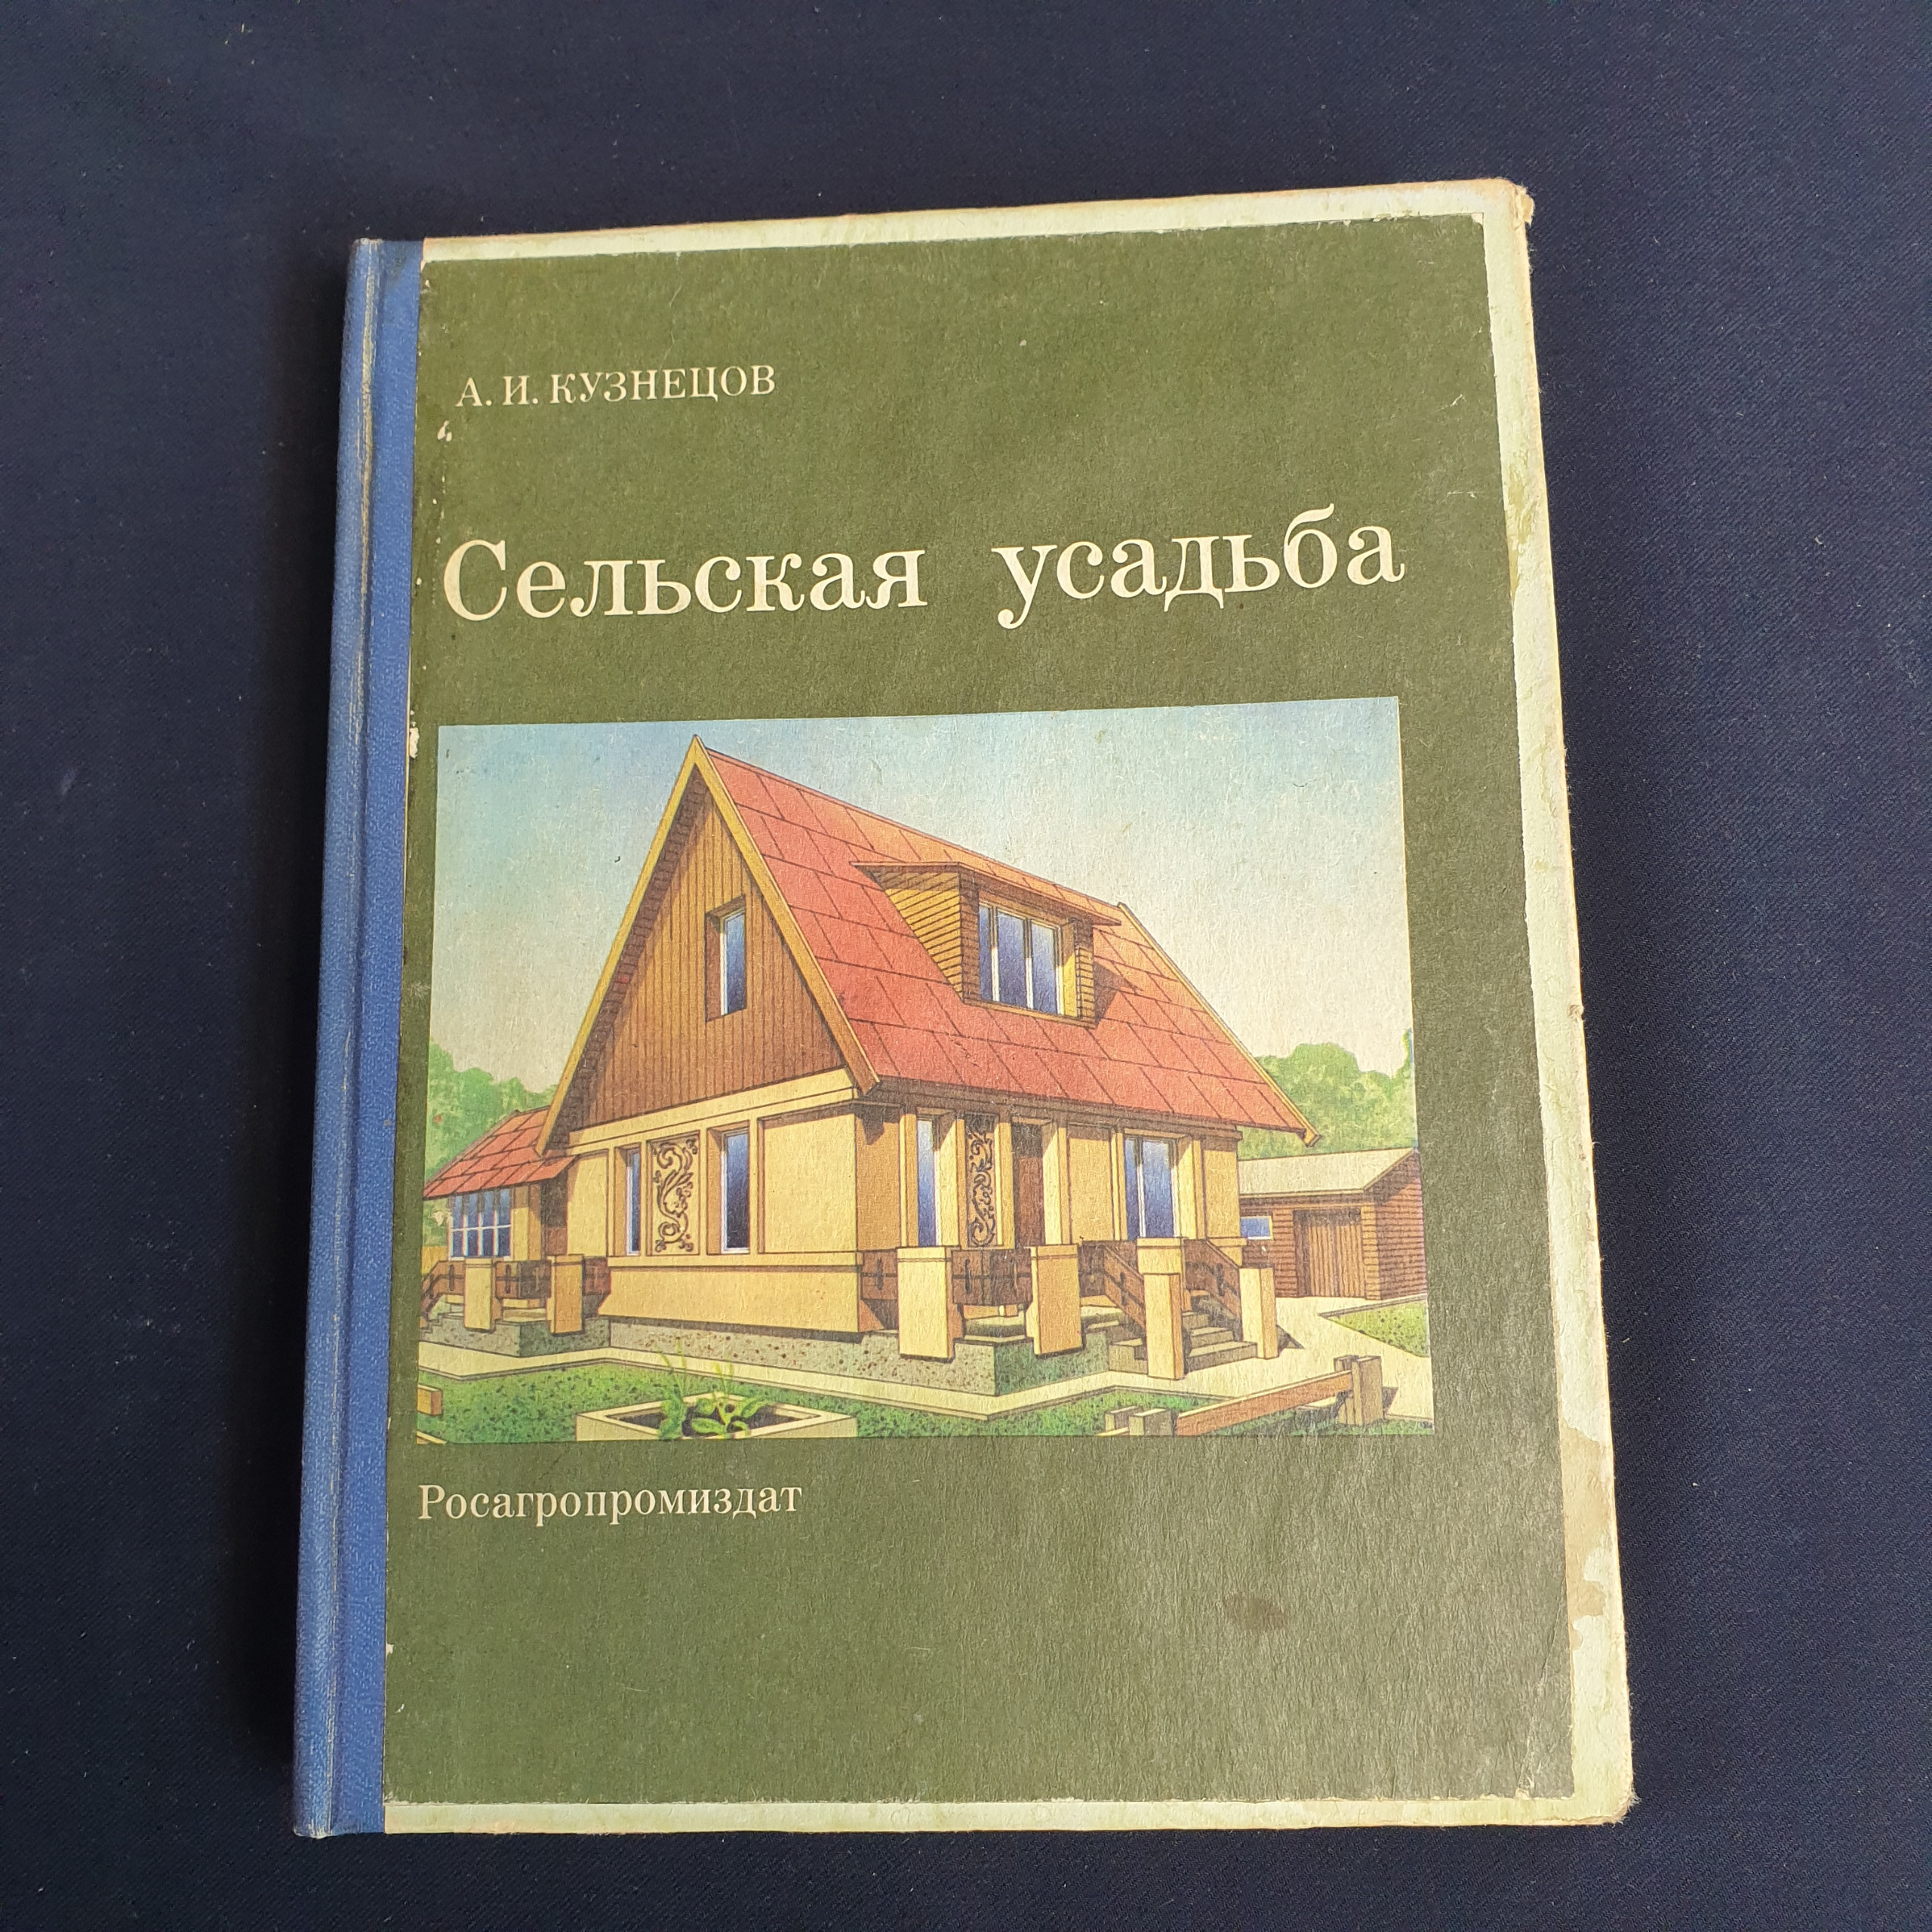 А. И. КУЗНЕЦОВ
Сельская усадьба
Росагропромиздат